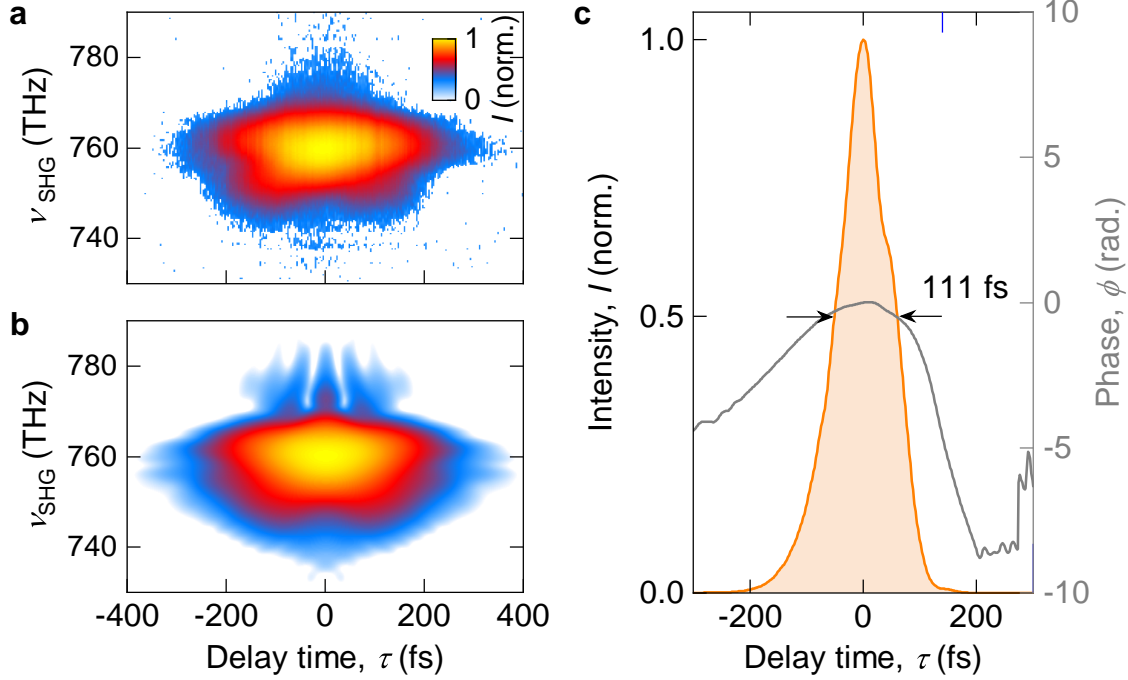 a
780
760
740
ν SHG (THz)
1
0
I (norm.)
b
780
760
740
νSHG (THz)
-400 -200 0 200 400
Delay time, τ (fs)
c
1.0
0.5
0.0
Intensity, I (norm.)
111 fs
10
5
0
-5
-10
Phase, ϕ (rad.)
-200 0 200
Delay time, τ (fs)